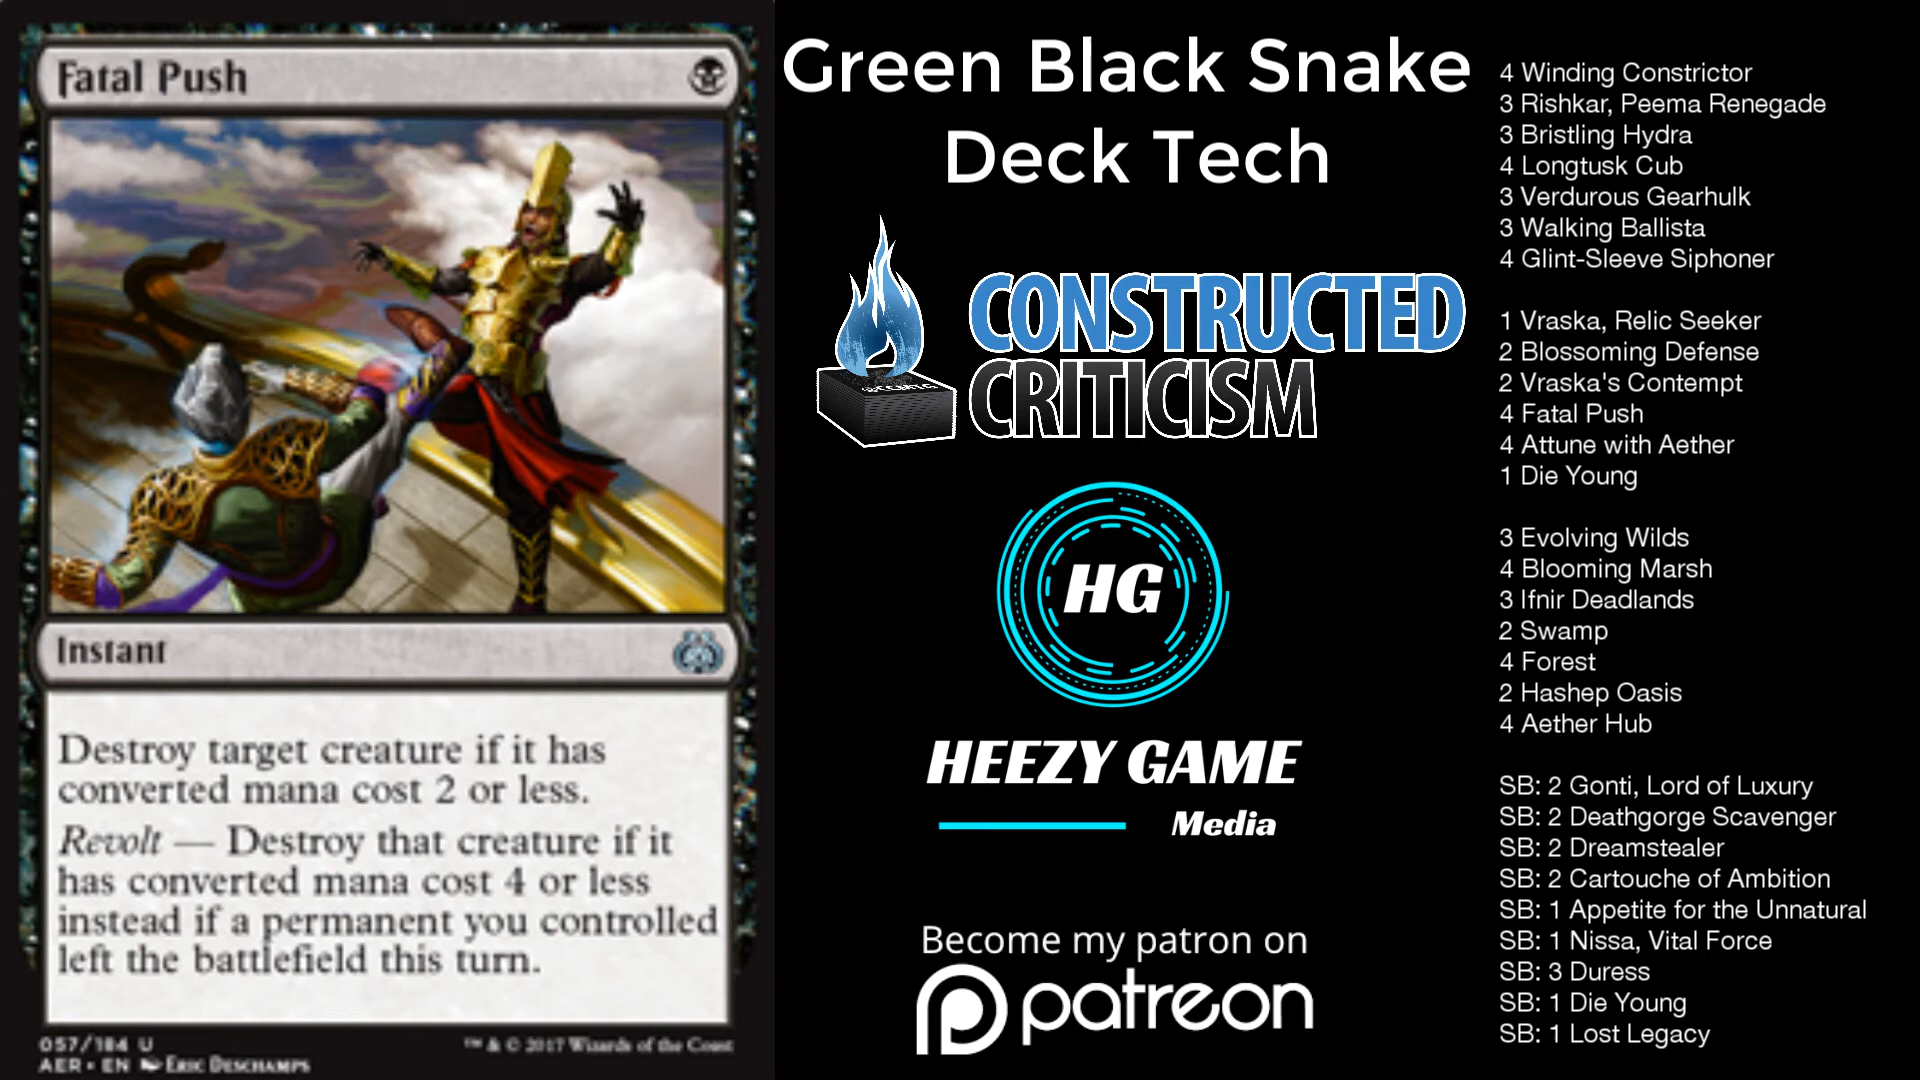 Fatal Push
Instant
Destroy target creature if it has
converted mana cost 2 or less.
Revolt — Destroy that creature if it
has converted mana cost 4 or less
instead if a permanent you controlled
left the battlefield this turn.
057/184 U
™ & © 2017 Wizards of the Coast
AER • EN Eric Deschamps
Green Black Snake
Deck Tech
CONSTRUCTED
CRITICISM
HG
HEEZY GAME
Media
Become my patron on
patreon
4 Winding Constrictor
3 Rishkar, Peema Renegade
3 Bristling Hydra
4 Longtusk Cub
3 Verdurous Gearhulk
3 Walking Ballista
4 Glint-Sleeve Siphoner
1 Vraska, Relic Seeker
2 Blossoming Defense
2 Vraska's Contempt
4 Fatal Push
4 Attune with Aether
1 Die Young
3 Evolving Wilds
4 Blooming Marsh
3 Ifnir Deadlands
2 Swamp
4 Forest
2 Hashep Oasis
4 Aether Hub
SB: 2 Gonti, Lord of Luxury
SB: 2 Deathgorge Scavenger
SB: 2 Dreamstealer
SB: 2 Cartouche of Ambition
SB: 1 Appetite for the Unnatural
SB: 1 Nissa, Vital Force
SB: 3 Duress
SB: 1 Die Young
SB: 1 Lost Legacy